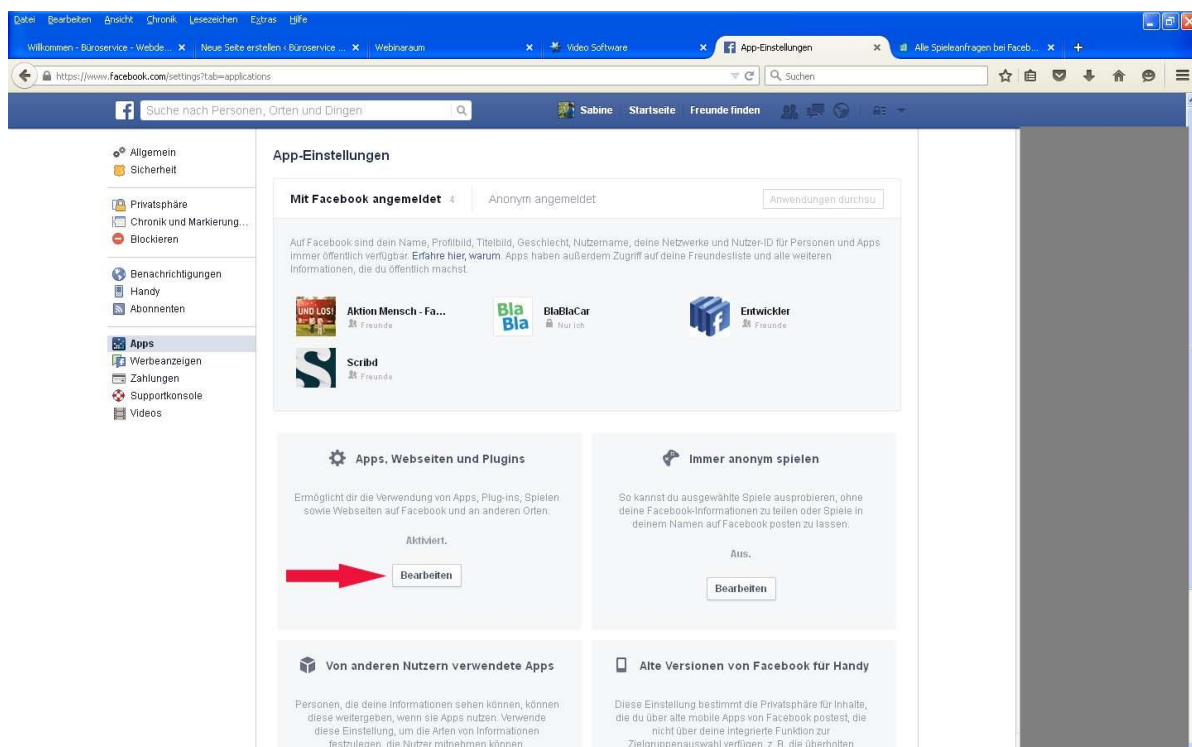 Datei Bearbeiten Ansicht Chronik Lesezeichen Extras Hilfe
Willkommen - Büroservice - Webde... Neue Seite erstellen ‹ Büroservice ... Webinaraum Video Software App-Einstellungen Alle Spieleanfragen bei Faceb...
https://www.facebook.com/settings?tab=applications Suchen
Suche nach Personen, Orten und Dingen Sabine Startseite Freunde finden
Allgemein
Sicherheit
Privatsphäre
Chronik und Markierung...
Blockieren
Benachrichtigungen
Handy
Abonnenten
Apps
Werbeanzeigen
Zahlungen
Supportkonsole
Videos
App-Einstellungen
Mit Facebook angemeldet 4 Anonym angemeldet Anwendungen durchsu
Auf Facebook sind dein Name, Profilbild, Titelbild, Geschlecht, Nutzername, deine Netzwerke und Nutzer-ID für Personen und Apps
immer öffentlich verfügbar. Erfahre hier, warum. Apps haben außerdem Zugriff auf deine Freundesliste und alle weiteren
Informationen, die du öffentlich machst.
UND LOS!
Aktion Mensch - Fa...
Freunde
Bla
Bla
BlaBlaCar
Nur ich
Entwickler
Freunde
Scribd
Freunde
Apps, Webseiten und Plugins
Ermöglicht dir die Verwendung von Apps, Plug-ins, Spielen
sowie Webseiten auf Facebook und an anderen Orten.
Aktiviert.
Bearbeiten
Immer anonym spielen
So kannst du ausgewählte Spiele ausprobieren, ohne
deine Facebook-Informationen zu teilen oder Spiele in
deinem Namen auf Facebook posten zu lassen.
Aus.
Bearbeiten
Von anderen Nutzern verwendete Apps
Personen, die deine Informationen sehen können, können
diese weitergeben, wenn sie Apps nutzen. Verwende
diese Einstellung, um die Arten von Informationen
festzulegen, die Nutzer mitnehmen können
Alte Versionen von Facebook für Handy
Diese Einstellung bestimmt die Privatsphäre für Inhalte,
die du über alte mobile Apps von Facebook postest, die
nicht über deine integrierte Funktion zur
Zielgruppenauswahl verfügen, z. B. die überholten